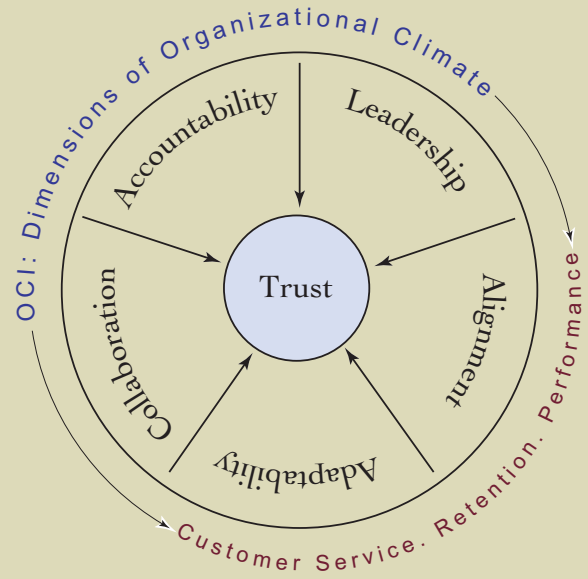 OCI: Dimensions of Organizational Climate
Accountability
Leadership
Trust
Collaboration
Alignment
Adaptability
Customer Service. Retention. Performance